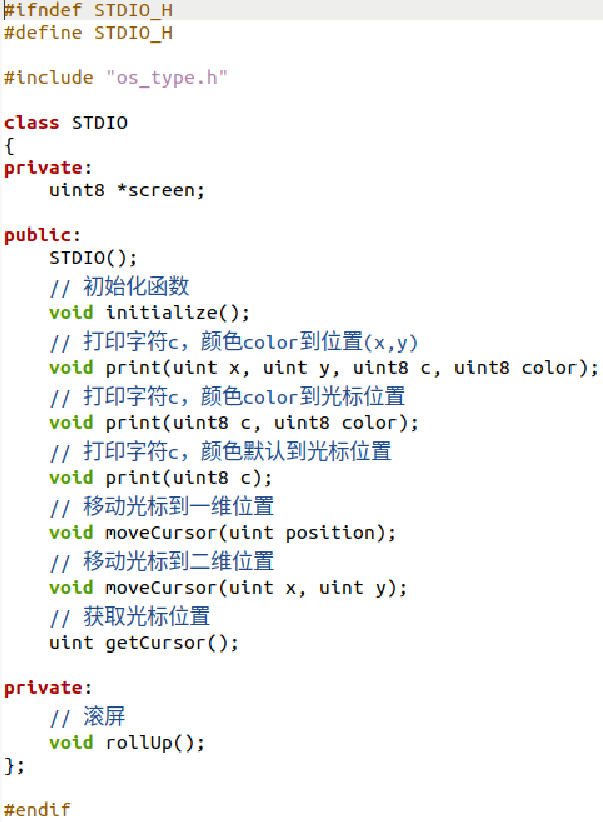 #ifndef STDIO_H
#define STDIO_H

#include "os_type.h"

class STDIO
{
private:
    uint8 *screen;

public:
    STDIO();
    // 初始化函数
    void initialize();
    // 打印字符c，颜色color到位置(x,y)
    void print(uint x, uint y, uint8 c, uint8 color);
    // 打印字符c，颜色color到光标位置
    void print(uint8 c, uint8 color);
    // 打印字符c，颜色默认到光标位置
    void print(uint8 c);
    // 移动光标到一维位置
    void moveCursor(uint position);
    // 移动光标到二维位置
    void moveCursor(uint x, uint y);
    // 获取光标位置
    uint getCursor();

private:
    // 滚屏
    void rollUp();
};

#endif